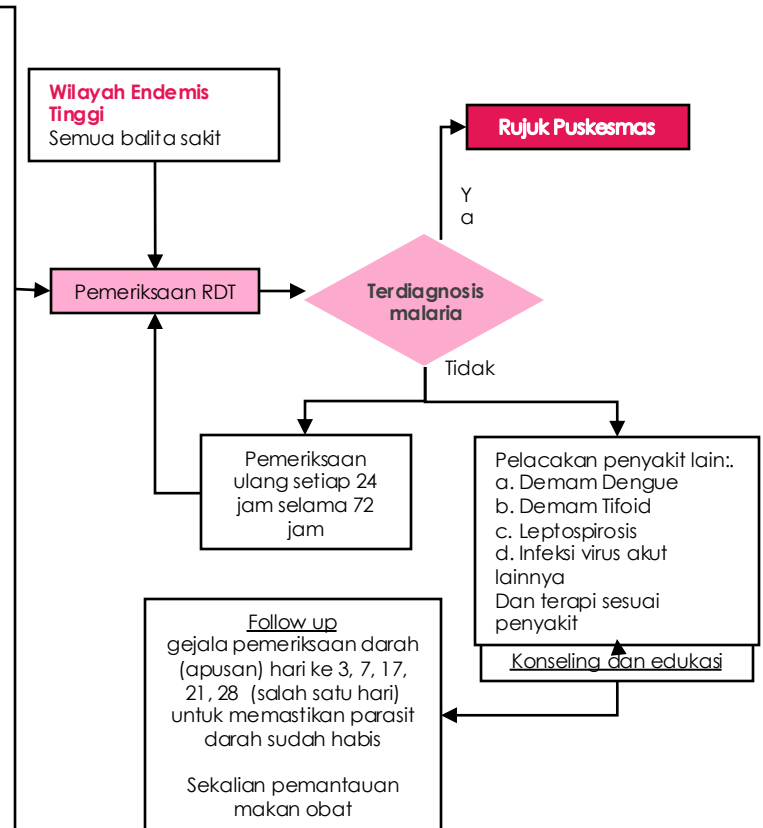 Wilayah Endemis
Tinggi
Semua balita sakit
Rujuk Puskesmas
Y
a
Pemeriksaan RDT
Terdiagnosis
malaria
Tidak
Pemeriksaan
ulang setiap 24
jam selama 72
jam
Pelacakan penyakit lain:.
a. Demam Dengue
b. Demam Tifoid
c. Leptospirosis
d. Infeksi virus akut
lainnya
Dan terapi sesuai
penyakit
Konseling dan edukasi
Follow up
gejala pemeriksaan darah
(apusan) hari ke 3, 7, 17,
21, 28 (salah satu hari)
untuk memastikan parasit
darah sudah habis
Sekalian pemantauan
makan obat